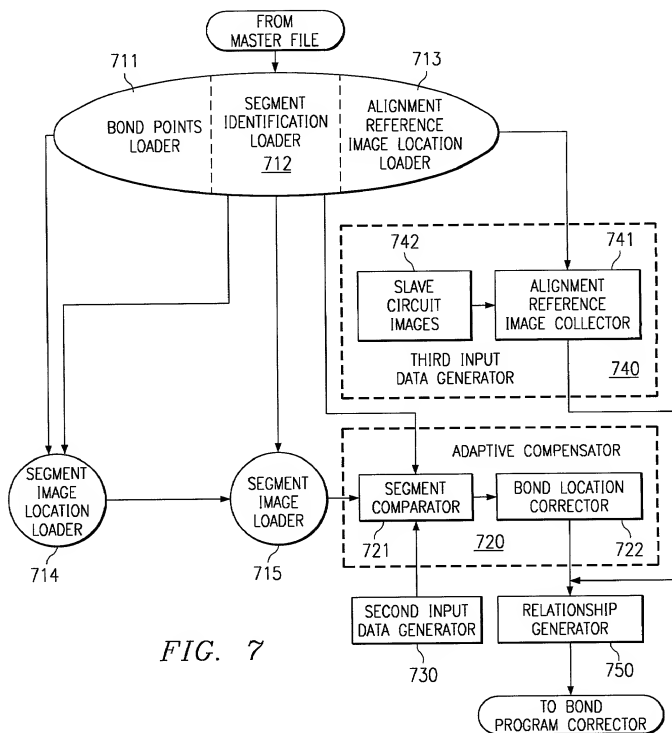 FROM
MASTER FILE
711
713
BOND POINTS
LOADER
SEGMENT
IDENTIFICATION
LOADER
712
ALIGNMENT
REFERENCE
IMAGE LOCATION
LOADER
742
741
SLAVE
CIRCUIT
IMAGES
ALIGNMENT
REFERENCE
IMAGE COLLECTOR
THIRD INPUT
DATA GENERATOR
740
ADAPTIVE COMPENSATOR
SEGMENT
IMAGE
LOCATION
LOADER
714
SEGMENT
IMAGE
LOADER
715
SEGMENT
COMPARATOR
721
720
BOND LOCATION
CORRECTOR
722
SECOND INPUT
DATA GENERATOR
730
RELATIONSHIP
GENERATOR
750
FIG. 7
TO BOND
PROGRAM CORRECTOR